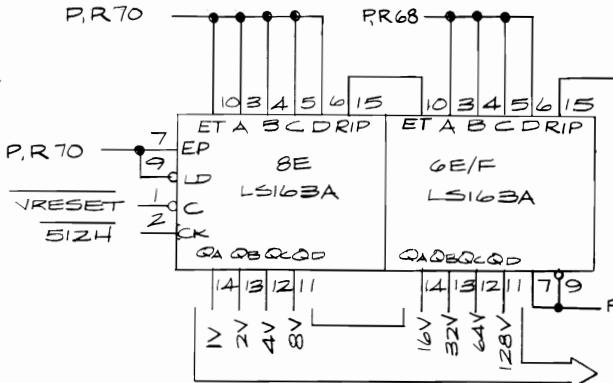 P,R70 P,R68
10 3 4 5 6 15 10 3 4 5 6 15
ET A B C D RIP ET A B C D RIP
P,R70 7 EP 8E 6E/F
9 LD LS163A LS163A
VRESET 1 C
512H 2 CK
QA QB QC QD QA QB QC QD
14 13 12 11 14 13 12 11 7 9
1V 2V 4V 8V 16V 32V 64V 128V P